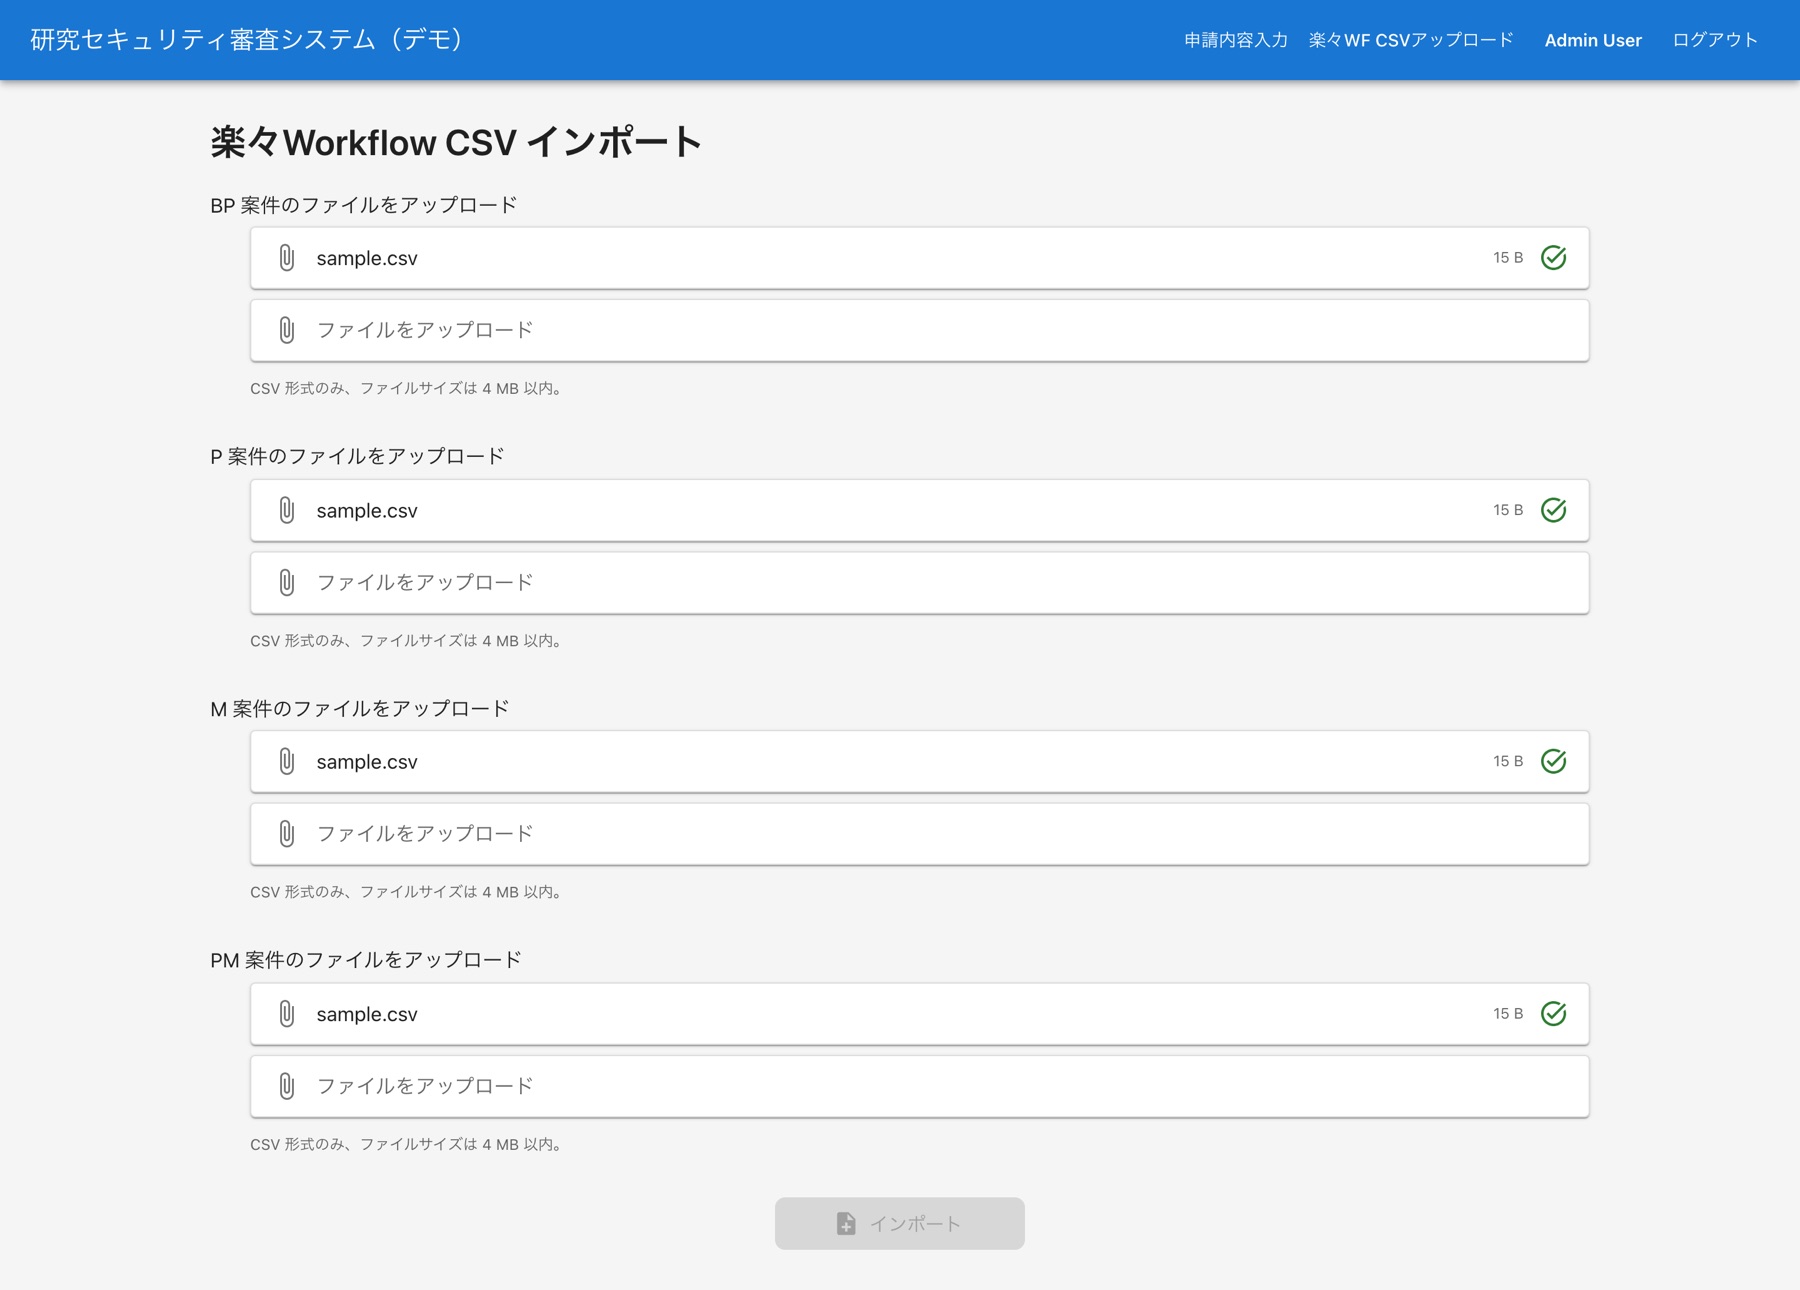 研究セキュリティ審査システム（デモ）
申請内容入力 楽々WF CSVアップロード Admin User ログアウト
楽々Workflow CSV インポート
BP 案件のファイルをアップロード
sample.csv 15 B
ファイルをアップロード
CSV 形式のみ、ファイルサイズは 4 MB 以内。
P 案件のファイルをアップロード
sample.csv 15 B
ファイルをアップロード
CSV 形式のみ、ファイルサイズは 4 MB 以内。
M 案件のファイルをアップロード
sample.csv 15 B
ファイルをアップロード
CSV 形式のみ、ファイルサイズは 4 MB 以内。
PM 案件のファイルをアップロード
sample.csv 15 B
ファイルをアップロード
CSV 形式のみ、ファイルサイズは 4 MB 以内。
インポート